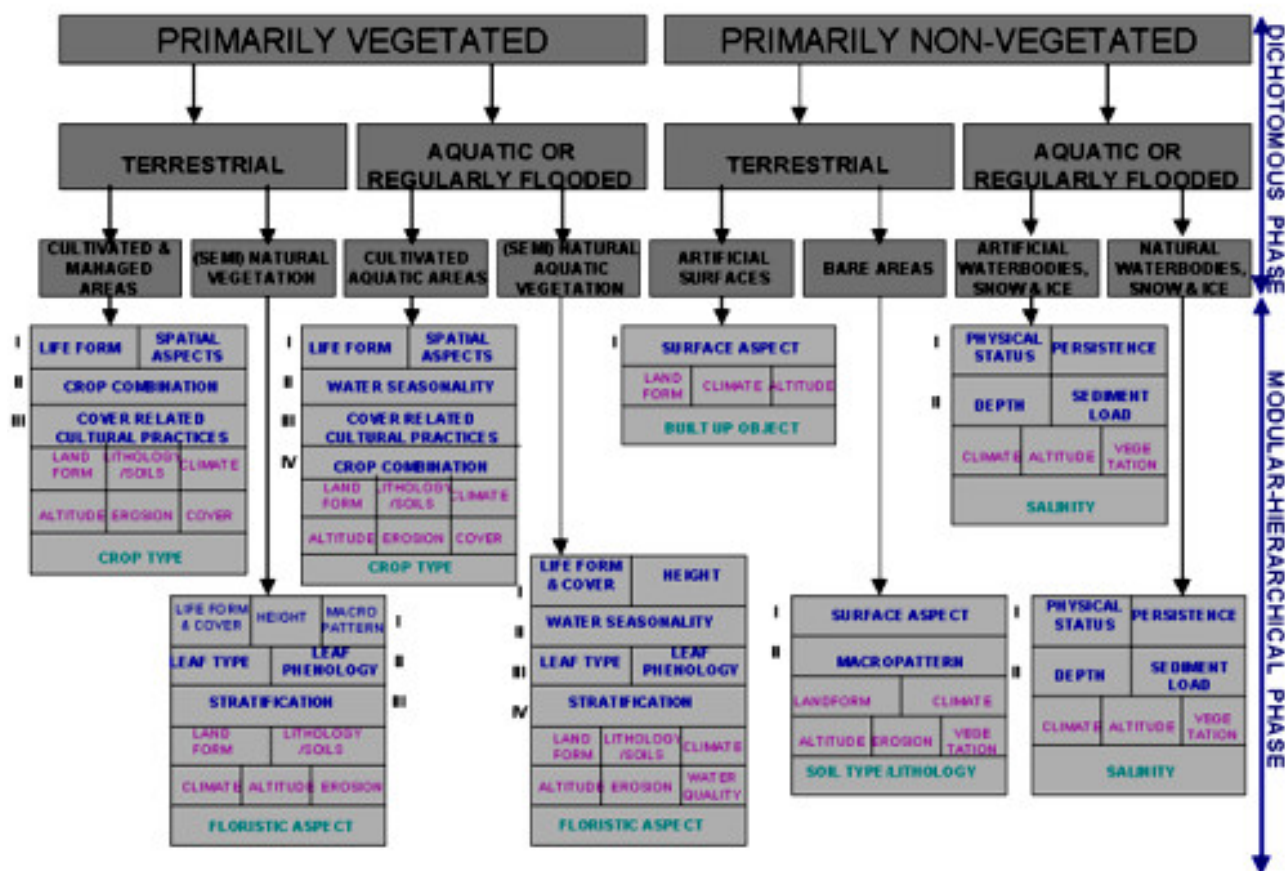 PRIMARILY VEGETATED
PRIMARILY NON-VEGETATED
TERRESTRIAL
AQUATIC OR
REGULARLY FLOODED
TERRESTRIAL
AQUATIC OR
REGULARLY FLOODED
CULTIVATED &
MANAGED
AREAS
(SEMI) NATURAL
VEGETATION
CULTIVATED
AQUATIC AREAS
(SEMI) NATURAL
AQUATIC
VEGETATION
ARTIFICIAL
SURFACES
BARE AREAS
ARTIFICIAL
WATERBODIES,
SNOW & ICE
NATURAL
WATERBODIES,
SNOW & ICE
DICHOTOMOUS PHASE
MODULAR-HIERARCHICAL PHASE
I
LIFE FORM
SPATIAL
ASPECTS
II
CROP COMBINATION
III
COVER RELATED
CULTURAL PRACTICES
LAND
FORM
LITHOLOGY
/SOILS
CLIMATE
ALTITUDE
EROSION
COVER
CROP TYPE
I
LIFE FORM
SPATIAL
ASPECTS
II
WATER SEASONALITY
III
COVER RELATED
CULTURAL PRACTICES
IV
CROP COMBINATION
LAND
FORM
LITHOLOGY
/SOILS
CLIMATE
ALTITUDE
EROSION
COVER
CROP TYPE
I
SURFACE ASPECT
LAND
FORM
CLIMATE
ALTITUDE
BUILT UP OBJECT
I
PHYSICAL
STATUS
PERSISTENCE
II
DEPTH
SEDIMENT
LOAD
CLIMATE
ALTITUDE
VEGE
TATION
SALINITY
LIFE FORM
& COVER
HEIGHT
MACRO
PATTERN
I
LEAF TYPE
LEAF
PHENOLOGY
II
STRATIFICATION
III
LAND
FORM
LITHOLOGY
/SOILS
CLIMATE
ALTITUDE
EROSION
FLORISTIC ASPECT
I
LIFE FORM
& COVER
HEIGHT
II
WATER SEASONALITY
III
LEAF TYPE
LEAF
PHENOLOGY
IV
STRATIFICATION
LAND
FORM
LITHOLOGY
/SOILS
CLIMATE
ALTITUDE
EROSION
WATER
QUALITY
FLORISTIC ASPECT
I
SURFACE ASPECT
II
MACROPATTERN
LANDFORM
CLIMATE
ALTITUDE
EROSION
VEGE
TATION
SOIL TYPE/LITHOLOGY
I
PHYSICAL
STATUS
PERSISTENCE
II
DEPTH
SEDIMENT
LOAD
CLIMATE
ALTITUDE
VEGE
TATION
SALINITY